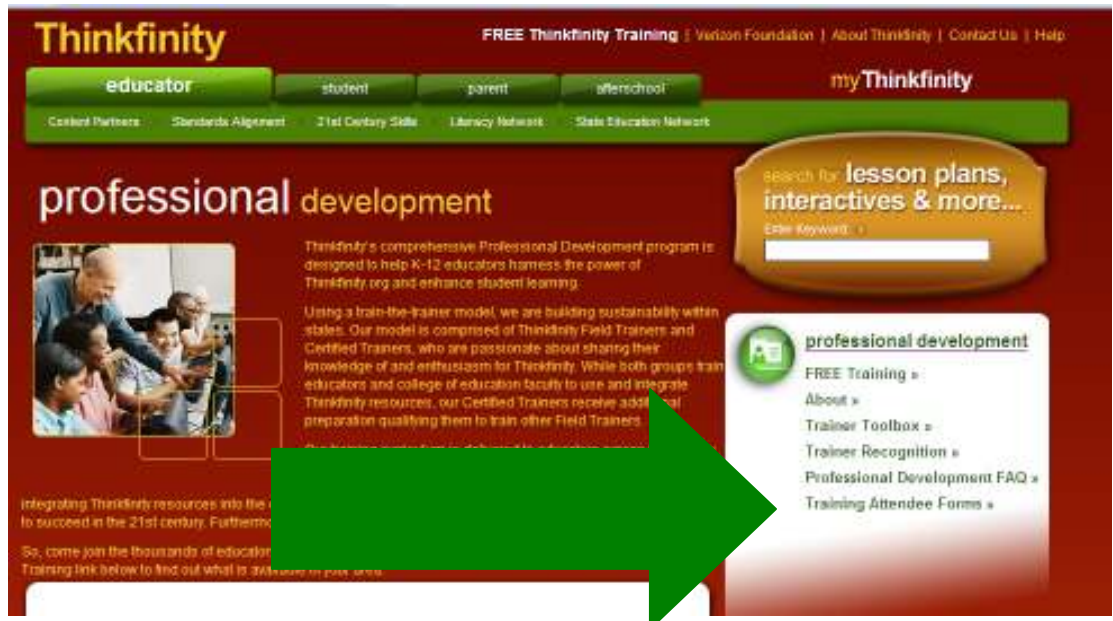 Thinkfinity
FREE Thinkfinity Training | Verizon Foundation | About Thinkfinity | Contact Us | Help
educator
student
parent
afterschool
myThinkfinity
Content Partners
Standards Alignment
21st Century Skills
Literacy Network
State Education Network
professional development
search for lesson plans,
interactives & more...
Enter Keyword:
Thinkfinity's comprehensive Professional Development program is
designed to help K-12 educators harness the power of
Thinkfinity.org and enhance student learning.
Using a train-the-trainer model, we are building sustainability within
states. Our model is comprised of Thinkfinity Field Trainers and
Certified Trainers, who are passionate about sharing their
knowledge of and enthusiasm for Thinkfinity. While both groups train
educators and college of education faculty to use and integrate
Thinkfinity resources, our Certified Trainers receive additional
preparation qualifying them to train other Field Trainers.
integrating Thinkfinity resources into the
to succeed in the 21st century.
So, come join the thousands of
Training link below to find out what is
professional development
FREE Training »
About »
Trainer Toolbox »
Trainer Recognition »
Professional Development FAQ »
Training Attendee Forms »